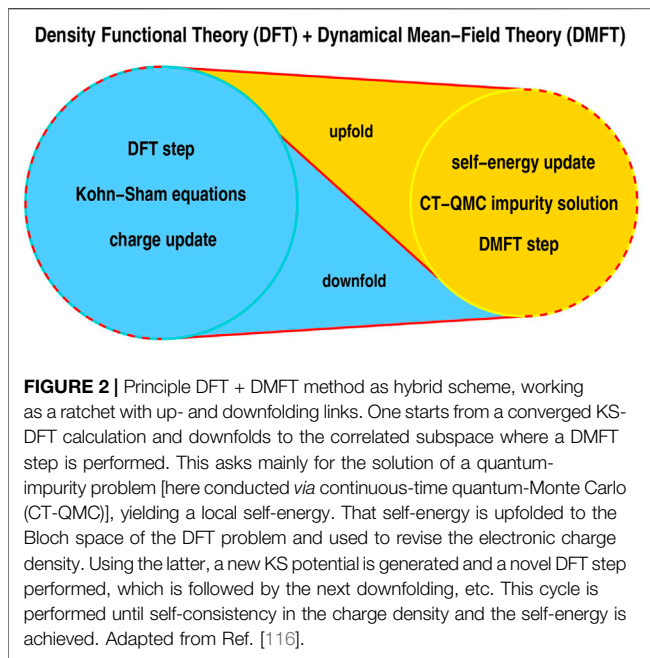 Density Functional Theory (DFT) + Dynamical Mean−Field Theory (DMFT)
upfold
DFT step
Kohn−Sham equations
charge update
self−energy update
CT−QMC impurity solution
DMFT step
downfold
FIGURE 2 | Principle DFT + DMFT method as hybrid scheme, working
as a ratchet with up- and downfolding links. One starts from a converged KS-
DFT calculation and downfolds to the correlated subspace where a DMFT
step is performed. This asks mainly for the solution of a quantum-
impurity problem [here conducted via continuous-time quantum-Monte Carlo
(CT-QMC)], yielding a local self-energy. That self-energy is upfolded to the
Bloch space of the DFT problem and used to revise the electronic charge
density. Using the latter, a new KS potential is generated and a novel DFT step
performed, which is followed by the next downfolding, etc. This cycle is
performed until self-consistency in the charge density and the self-energy is
achieved. Adapted from Ref. [116].